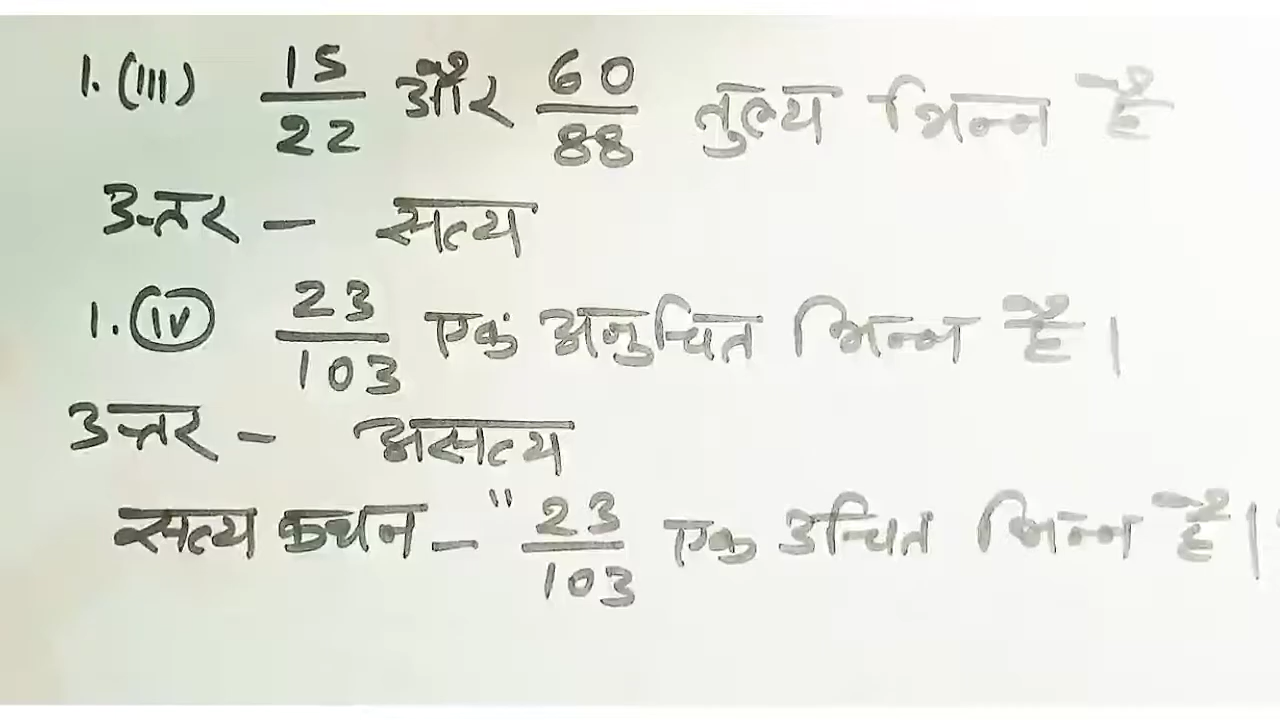 1. (III) 15/22 और 60/88 तुल्य भिन्न है
उत्तर - सत्य
1. (IV) 23/103 एक अनुचित भिन्न है।
उत्तर - असत्य
सत्य कथन - "23/103 एक उचित भिन्न है।